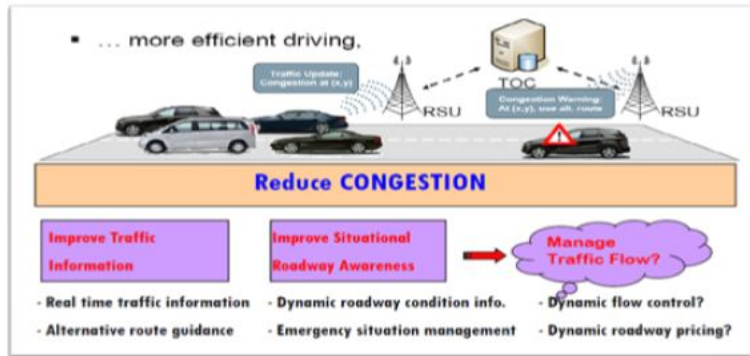 ▪ … more efficient driving,
Traffic Update:
Congestion at (x,y)
RSU
TOC
Congestion Warning:
At (x,y), use alt. route
RSU
Reduce CONGESTION
Improve Traffic
Information
Improve Situational
Roadway Awareness
Manage
Traffic Flow?
- Real time traffic information
- Alternative route guidance
- Dynamic roadway condition info.
- Emergency situation management
- Dynamic flow control?
- Dynamic roadway pricing?